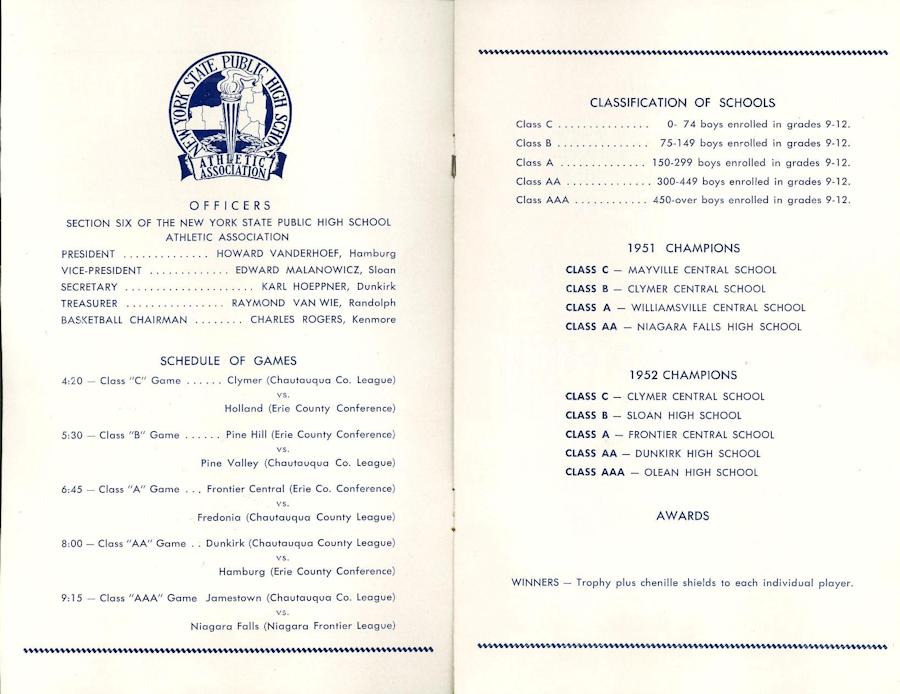 NEW YORK STATE PUBLIC HIGH SCHOOL
ATHLETIC
ASSOCIATION
OFFICERS
SECTION SIX OF THE NEW YORK STATE PUBLIC HIGH SCHOOL
ATHLETIC ASSOCIATION
PRESIDENT .............. HOWARD VANDERHOEF, Hamburg
VICE-PRESIDENT ............. EDWARD MALANOWICZ, Sloan
SECRETARY ..................... KARL HOEPPNER, Dunkirk
TREASURER ................ RAYMOND VAN WIE, Randolph
BASKETBALL CHAIRMAN ........ CHARLES ROGERS, Kenmore
SCHEDULE OF GAMES
4:20 — Class "C" Game ...... Clymer (Chautauqua Co. League)
vs.
Holland (Erie County Conference)
5:30 — Class "B" Game ...... Pine Hill (Erie County Conference)
vs.
Pine Valley (Chautauqua Co. League)
6:45 — Class "A" Game ... Frontier Central (Erie Co. Conference)
vs.
Fredonia (Chautauqua County League)
8:00 — Class "AA" Game .. Dunkirk (Chautauqua County League)
vs.
Hamburg (Erie County Conference)
9:15 — Class "AAA" Game Jamestown (Chautauqua Co. League)
vs.
Niagara Falls (Niagara Frontier League)
CLASSIFICATION OF SCHOOLS
Class C ............... 0- 74 boys enrolled in grades 9-12.
Class B ............... 75-149 boys enrolled in grades 9-12.
Class A .............. 150-299 boys enrolled in grades 9-12.
Class AA ............. 300-449 boys enrolled in grades 9-12.
Class AAA ............ 450-over boys enrolled in grades 9-12.
1951 CHAMPIONS
CLASS C — MAYVILLE CENTRAL SCHOOL
CLASS B — CLYMER CENTRAL SCHOOL
CLASS A — WILLIAMSVILLE CENTRAL SCHOOL
CLASS AA — NIAGARA FALLS HIGH SCHOOL
1952 CHAMPIONS
CLASS C — CLYMER CENTRAL SCHOOL
CLASS B — SLOAN HIGH SCHOOL
CLASS A — FRONTIER CENTRAL SCHOOL
CLASS AA — DUNKIRK HIGH SCHOOL
CLASS AAA — OLEAN HIGH SCHOOL
AWARDS
WINNERS — Trophy plus chenille shields to each individual player.